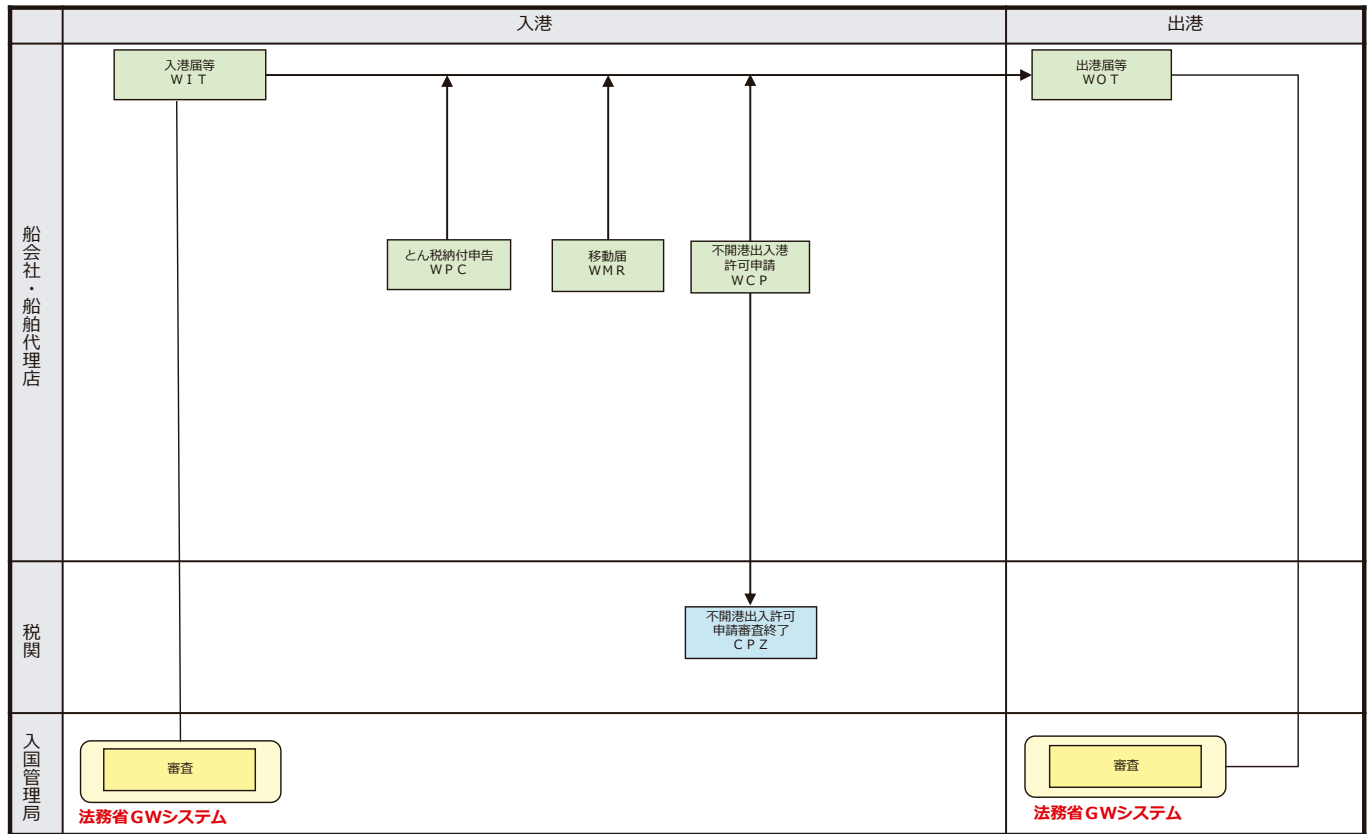 入港
出港
船会社・船舶代理店
入港届等
ＷＩＴ
出港届等
ＷＯＴ
とん税納付申告
ＷＰＣ
移動届
ＷＭＲ
不開港出入港
許可申請
ＷＣＰ
税関
不開港出入許可
申請審査終了
ＣＰＺ
入国管理局
審査
法務省GWシステム
審査
法務省GWシステム